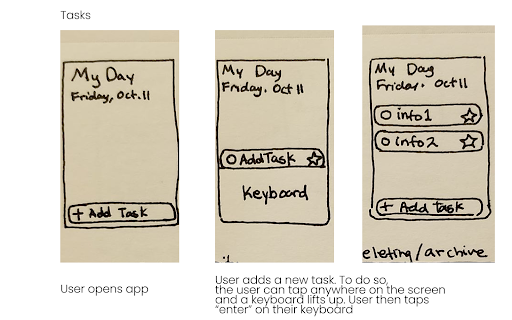 Tasks
My Day
Friday, Oct. 11
+ Add Task
My Day
Friday. Oct 11
Add Task
Keyboard
My Day
Friday. Oct 11
info1
info2
+ Add task
eleting/archive
User opens app
User adds a new task. To do so,
the user can tap anywhere on the screen
and a keyboard lifts up. User then taps
"enter" on their keyboard